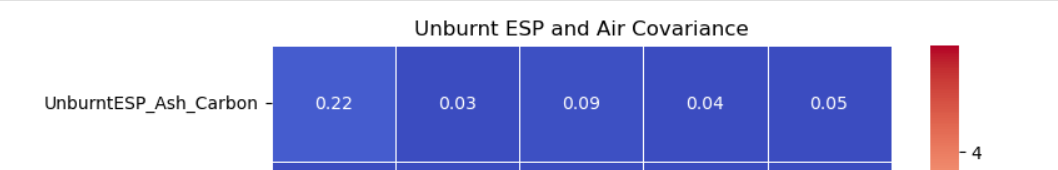 Unburnt ESP and Air Covariance
UnburntESP_Ash_Carbon 0.22 0.03 0.09 0.04 0.05
4